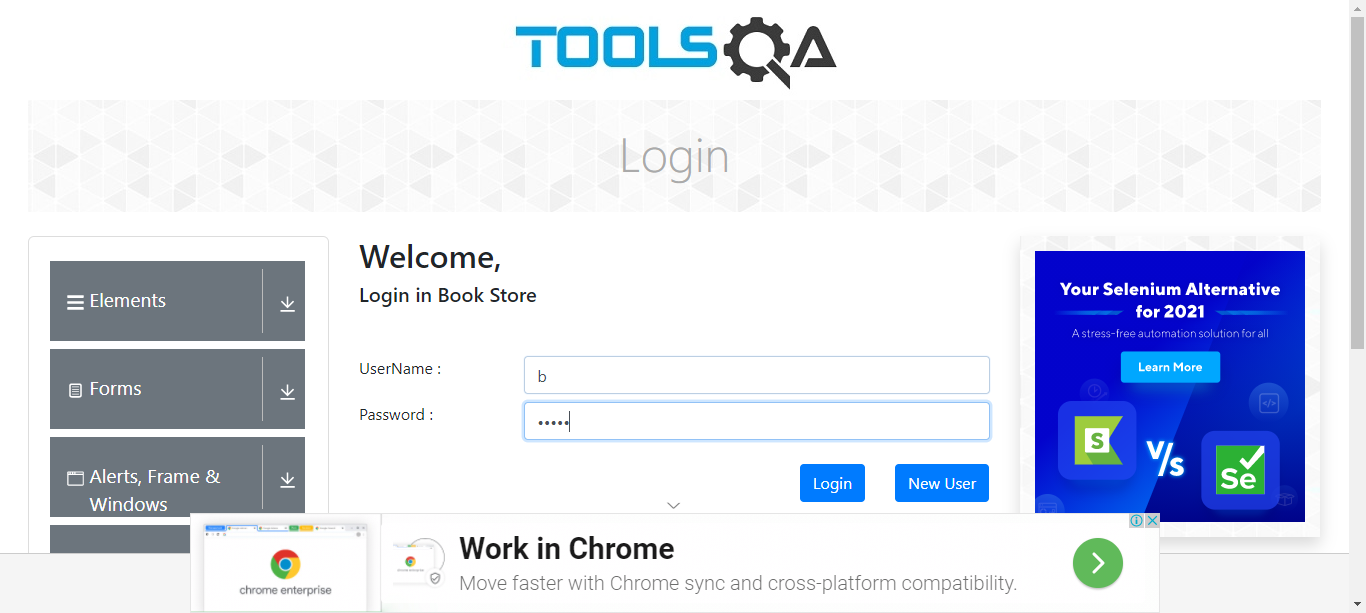 TOOLSQA
Login
Elements
Forms
Alerts, Frame &
Windows
Welcome,
Login in Book Store
UserName :
b
Password :
•••••
Login
New User
Your Selenium Alternative
for 2021
A stress-free automation solution for all
Learn More
S
V/s
Se
chrome enterprise
Work in Chrome
Move faster with Chrome sync and cross-platform compatibility.